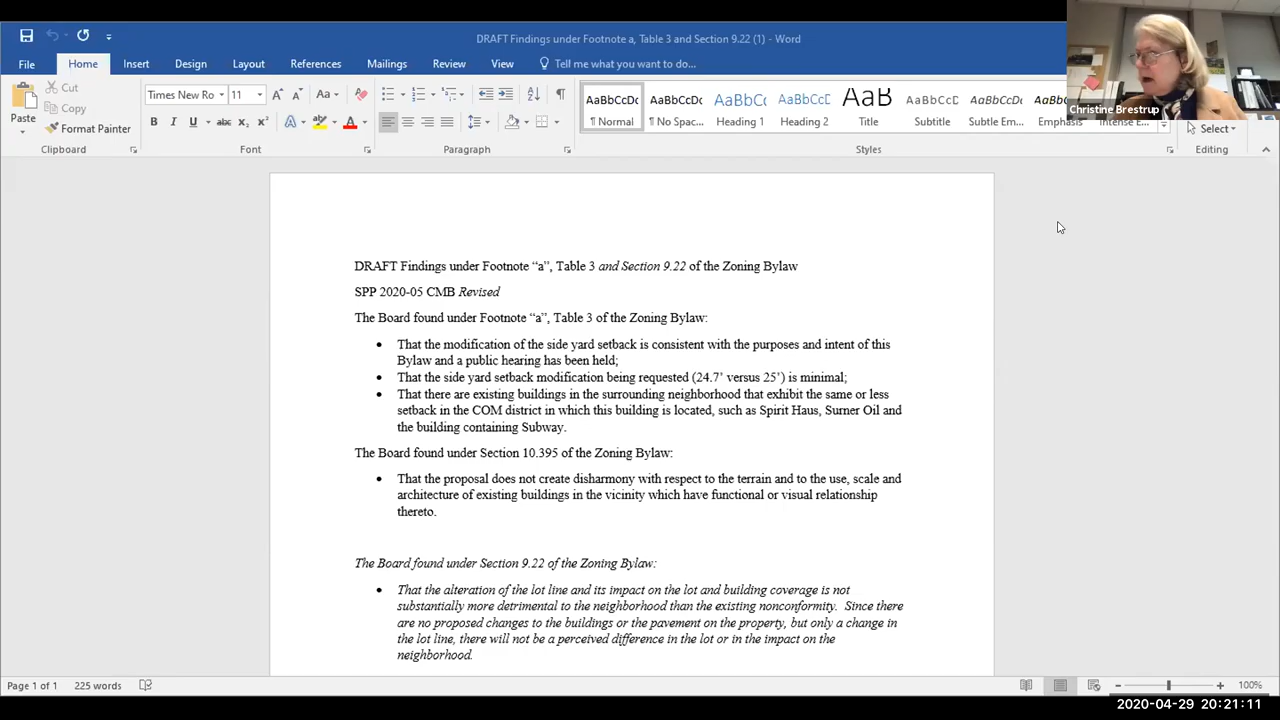 DRAFT Findings under Footnote a, Table 3 and Section 9.22 (1) - Word
File Home Insert Design Layout References Mailings Review View Tell me what you want to do...
Cut
Copy
Format Painter
Paste
Clipboard
Times New Ro 11
Font
Paragraph
AaBbCcDc AaBbCcDc AaBbCc AaBbCcC AaB AaBbCcC AaBbCcDc
¶ Normal ¶ No Spac... Heading 1 Heading 2 Title Subtitle Subtle Em... Emphasis Intense E...
Styles
Select
Editing
Christine Brestrup
DRAFT Findings under Footnote “a”, Table 3 and Section 9.22 of the Zoning Bylaw
SPP 2020-05 CMB Revised
The Board found under Footnote “a”, Table 3 of the Zoning Bylaw:
• That the modification of the side yard setback is consistent with the purposes and intent of this
Bylaw and a public hearing has been held;
• That the side yard setback modification being requested (24.7’ versus 25’) is minimal;
• That there are existing buildings in the surrounding neighborhood that exhibit the same or less
setback in the COM district in which this building is located, such as Spirit Haus, Surner Oil and
the building containing Subway.
The Board found under Section 10.395 of the Zoning Bylaw:
• That the proposal does not create disharmony with respect to the terrain and to the use, scale and
architecture of existing buildings in the vicinity which have functional or visual relationship
thereto.
The Board found under Section 9.22 of the Zoning Bylaw:
• That the alteration of the lot line and its impact on the lot and building coverage is not
substantially more detrimental to the neighborhood than the existing nonconformity. Since there
are no proposed changes to the buildings or the pavement on the property, but only a change in
the lot line, there will not be a perceived difference in the lot or in the impact on the
neighborhood.
Page 1 of 1 225 words
100%
2020-04-29 20:21:11